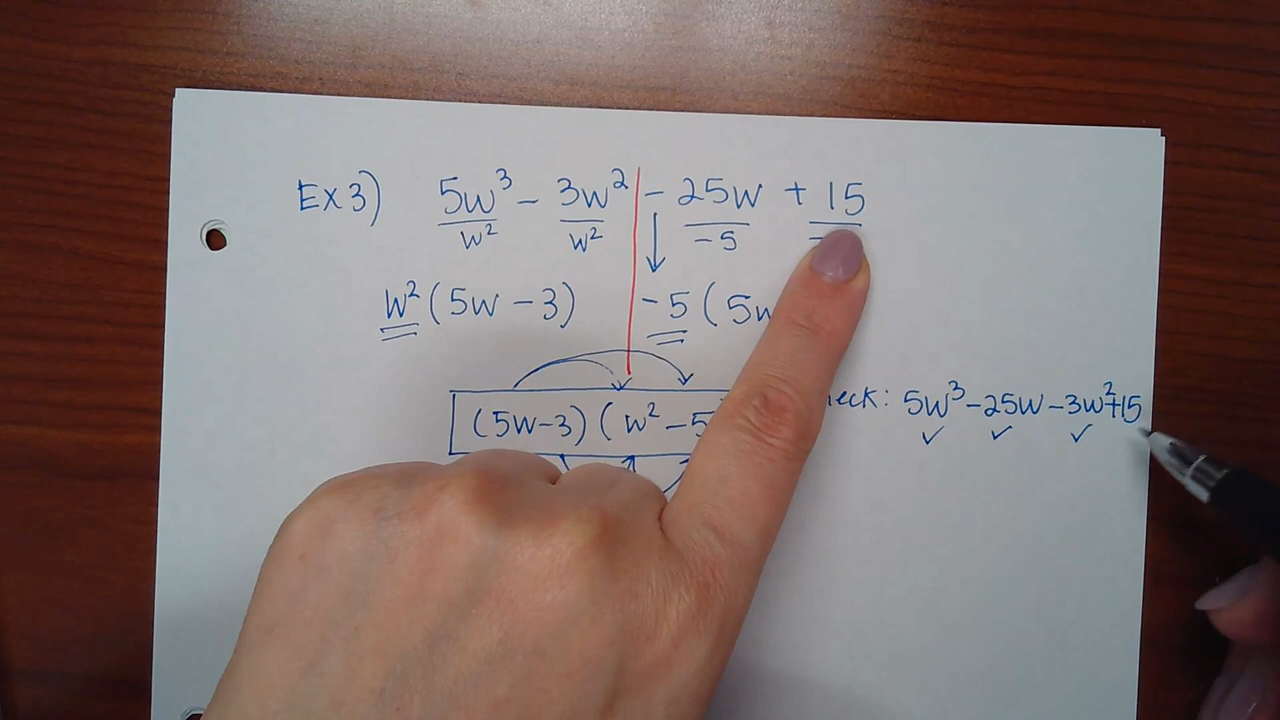 Ex 3) 5w³ - 3w² - 25w + 15
w² w² -5 -
w² (5w - 3) -5 (5w
(5w-3) (w² - 5
eck: 5w³ - 25w - 3w² + 15
✓ ✓ ✓